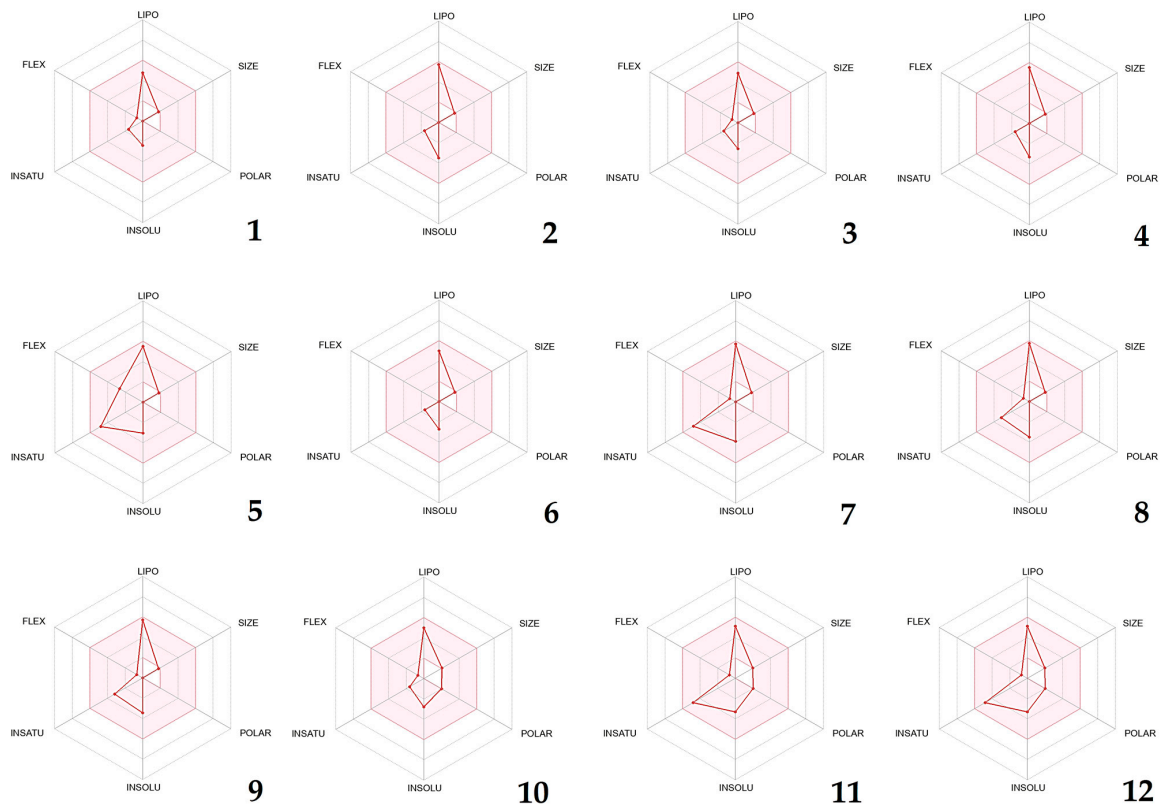 LIPO LIPO LIPO LIPO
FLEX SIZE FLEX SIZE FLEX SIZE FLEX SIZE
INSATU POLAR INSATU POLAR INSATU POLAR INSATU POLAR
INSOLU INSOLU INSOLU INSOLU
1 2 3 4
LIPO LIPO LIPO LIPO
FLEX SIZE FLEX SIZE FLEX SIZE FLEX SIZE
INSATU POLAR INSATU POLAR INSATU POLAR INSATU POLAR
INSOLU INSOLU INSOLU INSOLU
5 6 7 8
LIPO LIPO LIPO LIPO
FLEX SIZE FLEX SIZE FLEX SIZE FLEX SIZE
INSATU POLAR INSATU POLAR INSATU POLAR INSATU POLAR
INSOLU INSOLU INSOLU INSOLU
9 10 11 12